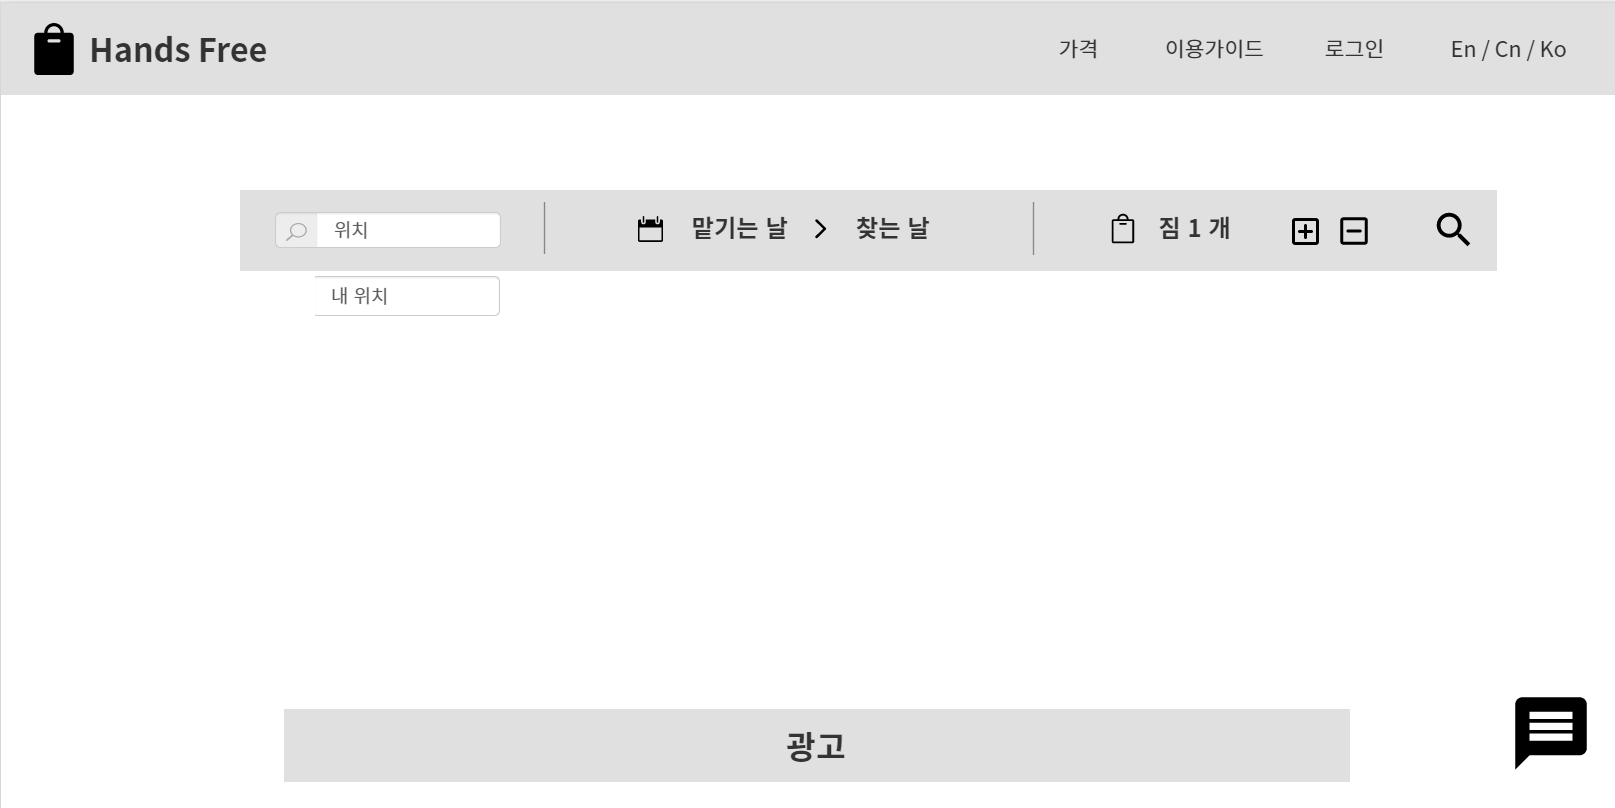 Hands Free
가격 이용가이드 로그인 En / Cn / Ko
위치 맡기는 날 찾는 날 짐 1 개
내 위치
광고